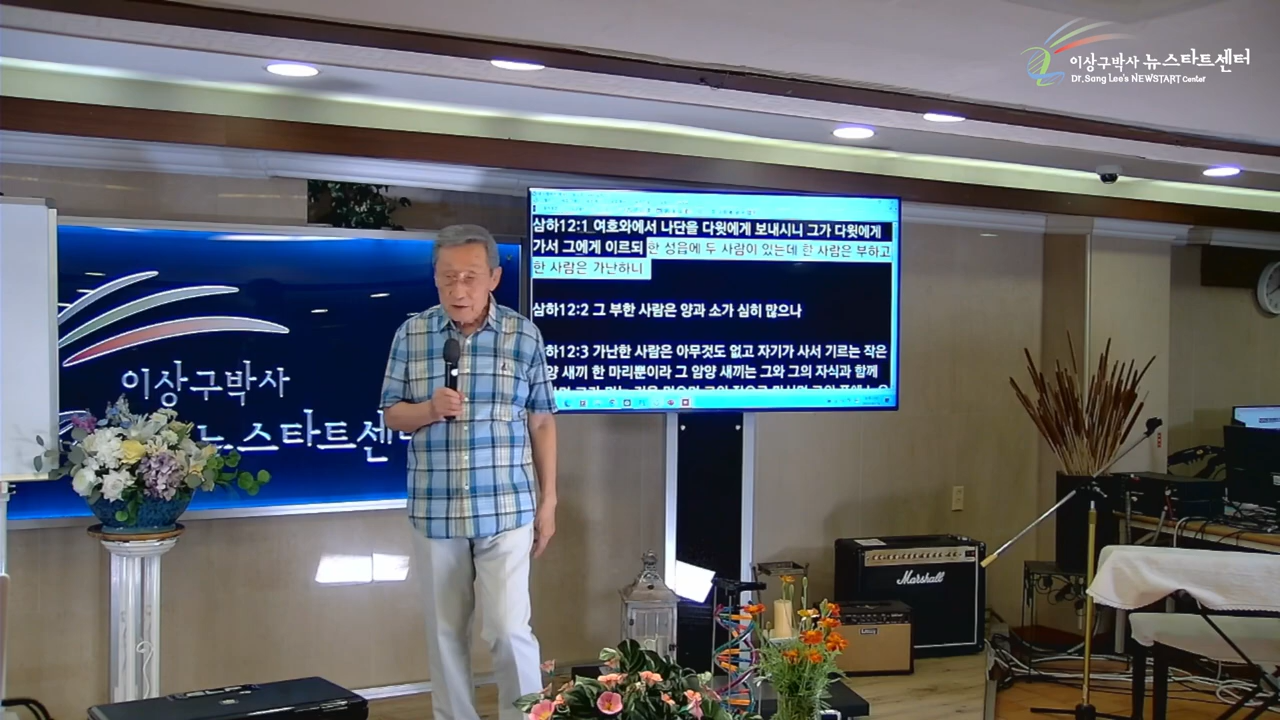 이상구박사 뉴스타트센터
Dr. Sang Lee's NEWSTART Center
삼하12:1 여호와에서 나단을 다윗에게 보내시니 그가 다윗에게
가서 그에게 이르되 한 성읍에 두 사람이 있는데 한 사람은 부하고
한 사람은 가난하니
삼하12:2 그 부한 사람은 양과 소가 심히 많으나
하12:3 가난한 사람은 아무것도 없고 자기가 사서 기르는 작은
양 새끼 한 마리뿐이라 그 암양 새끼는 그와 그의 자식과 함께
이상구박사
뉴스타트센터
Marshall
Laney